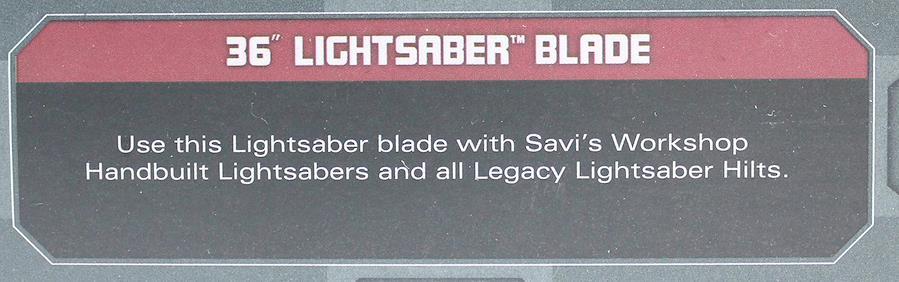 36" LIGHTSABER™ BLADE
Use this Lightsaber blade with Savi's Workshop
Handbuilt Lightsabers and all Legacy Lightsaber Hilts.